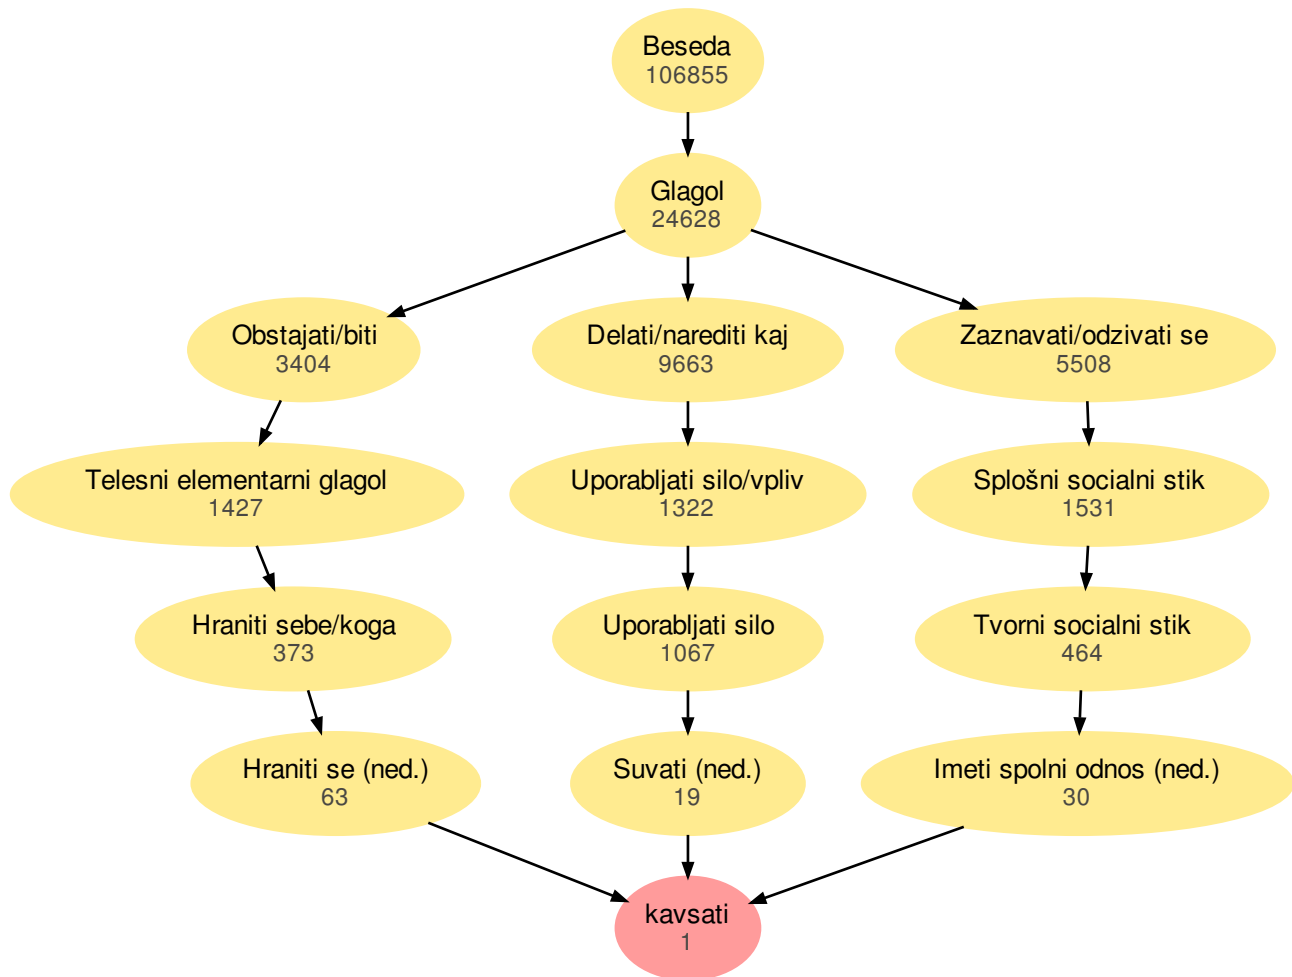 Beseda
106855
Glagol
24628
Obstajati/biti
3404
Delati/narediti kaj
9663
Zaznavati/odzivati se
5508
Telesni elementarni glagol
1427
Uporabljati silo/vpliv
1322
Splošni socialni stik
1531
Hraniti sebe/koga
373
Uporabljati silo
1067
Tvorni socialni stik
464
Hraniti se (ned.)
63
Suvati (ned.)
19
Imeti spolni odnos (ned.)
30
kavsati
1